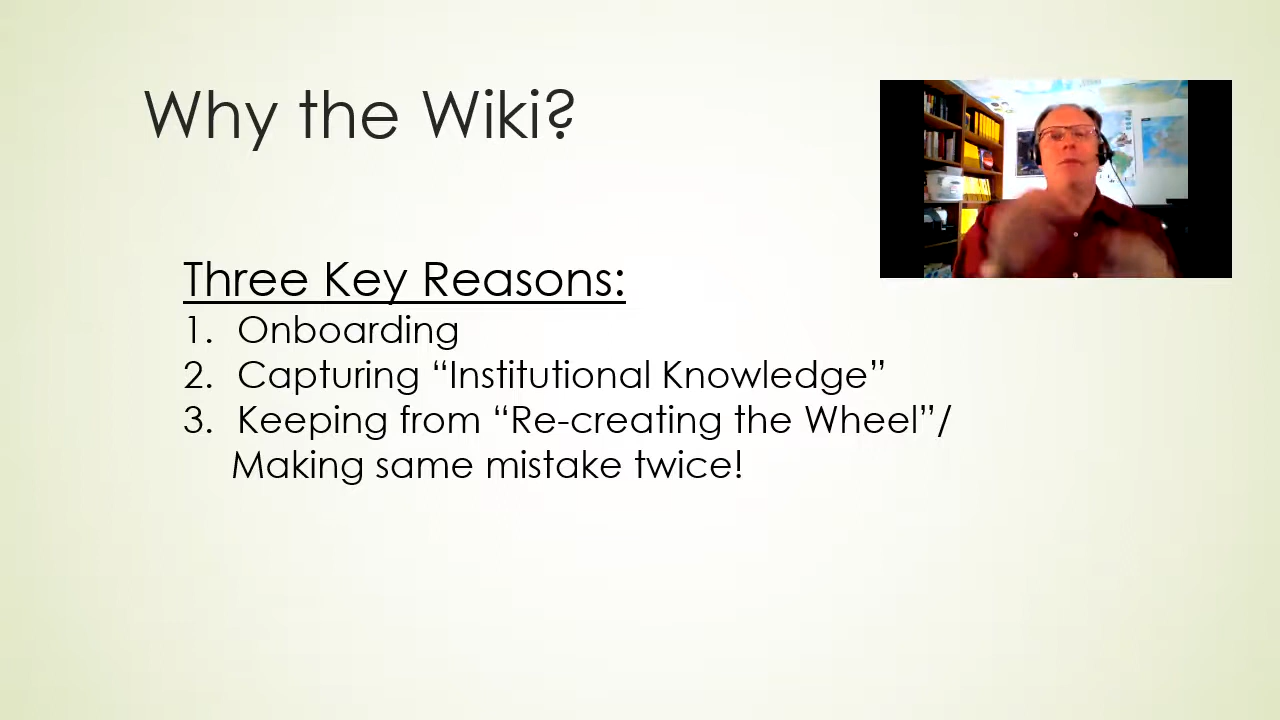 Why the Wiki?
Three Key Reasons:
1. Onboarding
2. Capturing “Institutional Knowledge”
3. Keeping from “Re-creating the Wheel”/
Making same mistake twice!